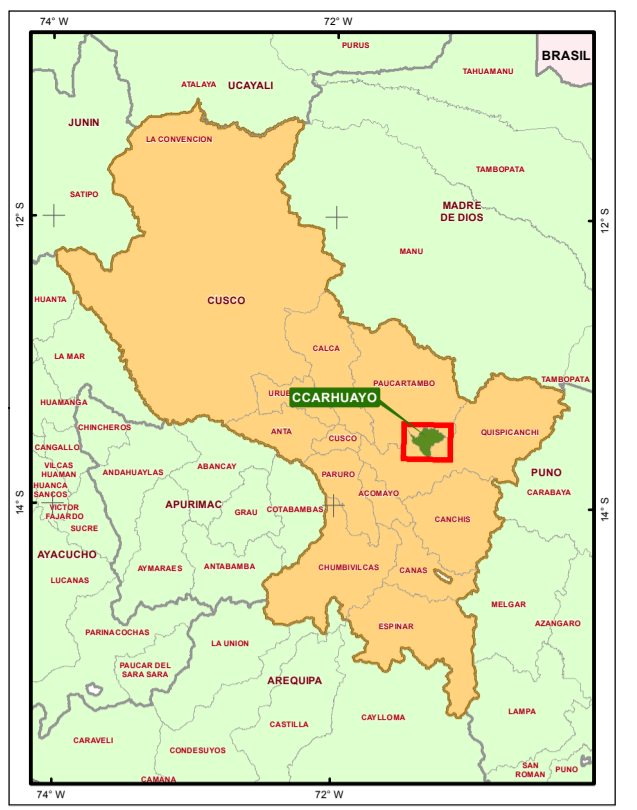 74° W
72° W
PURUS
BRASIL
TAHUAMANU
ATALAYA
UCAYALI
JUNIN
LA CONVENCION
TAMBOPATA
SATIPO
MADRE
DE DIOS
12° S
12° S
MANU
HUANTA
CUSCO
CALCA
LA MAR
TAMBOPATA
PAUCARTAMBO
URUB
CCARHUAYO
HUAMANGA
CHINCHEROS
ANTA
CUSCO
QUISPICANCHI
CANGALLO
VILCAS
HUAMAN
ANDAHUAYLAS
ABANCAY
PARURO
PUNO
HUANCA
SANCOS
ACOMAYO
CARABAYA
14° S
14° S
VICTOR
FAJARDO
APURIMAC
GRAU
COTABAMBAS
CANCHIS
SUCRE
AYACUCHO
AYMARAES
ANTABAMBA
CHUMBIVILCAS
CANAS
LUCANAS
MELGAR
AZANGARO
PARINACOCHAS
ESPINAR
LA UNION
PAUCAR DEL
SARA SARA
AREQUIPA
CASTILLA
CAYLLOMA
LAMPA
CARAVELI
CONDESUYOS
SAN
ROMAN
PUNO
CAMANA
74° W
72° W